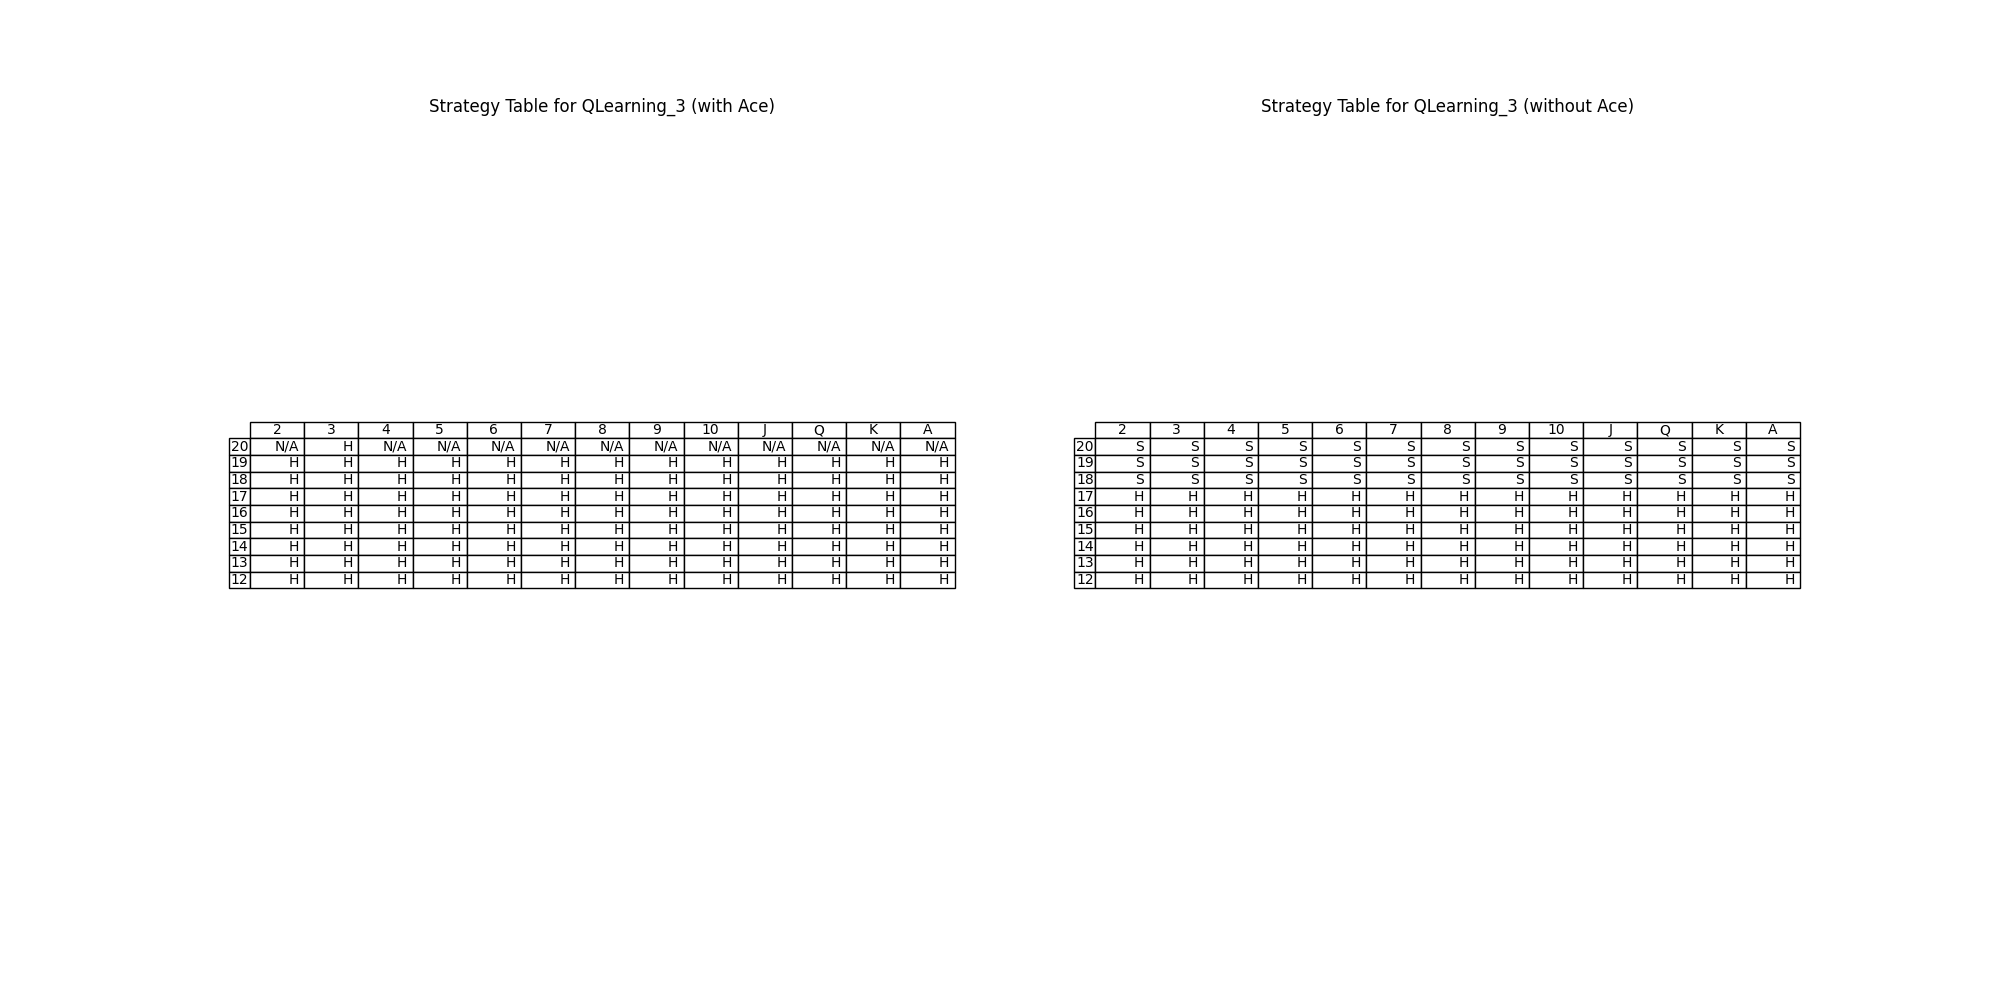 Strategy Table for QLearning_3 (with Ace)
2 3 4 5 6 7 8 9 10 J Q K A
20 N/A H N/A N/A N/A N/A N/A N/A N/A N/A N/A N/A N/A
19 H H H H H H H H H H H H H
18 H H H H H H H H H H H H H
17 H H H H H H H H H H H H H
16 H H H H H H H H H H H H H
15 H H H H H H H H H H H H H
14 H H H H H H H H H H H H H
13 H H H H H H H H H H H H H
12 H H H H H H H H H H H H H
Strategy Table for QLearning_3 (without Ace)
2 3 4 5 6 7 8 9 10 J Q K A
20 S S S S S S S S S S S S S
19 S S S S S S S S S S S S S
18 S S S S S S S S S S S S S
17 H H H H H H H H H H H H H
16 H H H H H H H H H H H H H
15 H H H H H H H H H H H H H
14 H H H H H H H H H H H H H
13 H H H H H H H H H H H H H
12 H H H H H H H H H H H H H